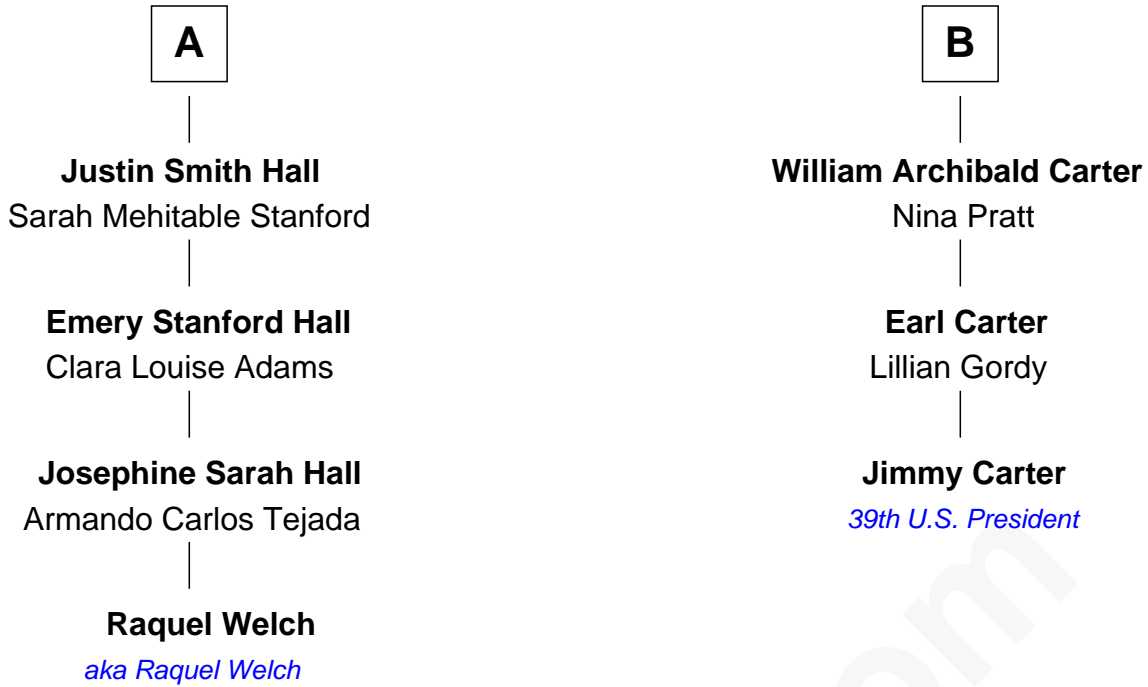 A
Justin Smith Hall
Sarah Mehitable Stanford
Emery Stanford Hall
Clara Louise Adams
Josephine Sarah Hall
Armando Carlos Tejada
Raquel Welch
aka Raquel Welch
B
William Archibald Carter
Nina Pratt
Earl Carter
Lillian Gordy
Jimmy Carter
39th U.S. President
om